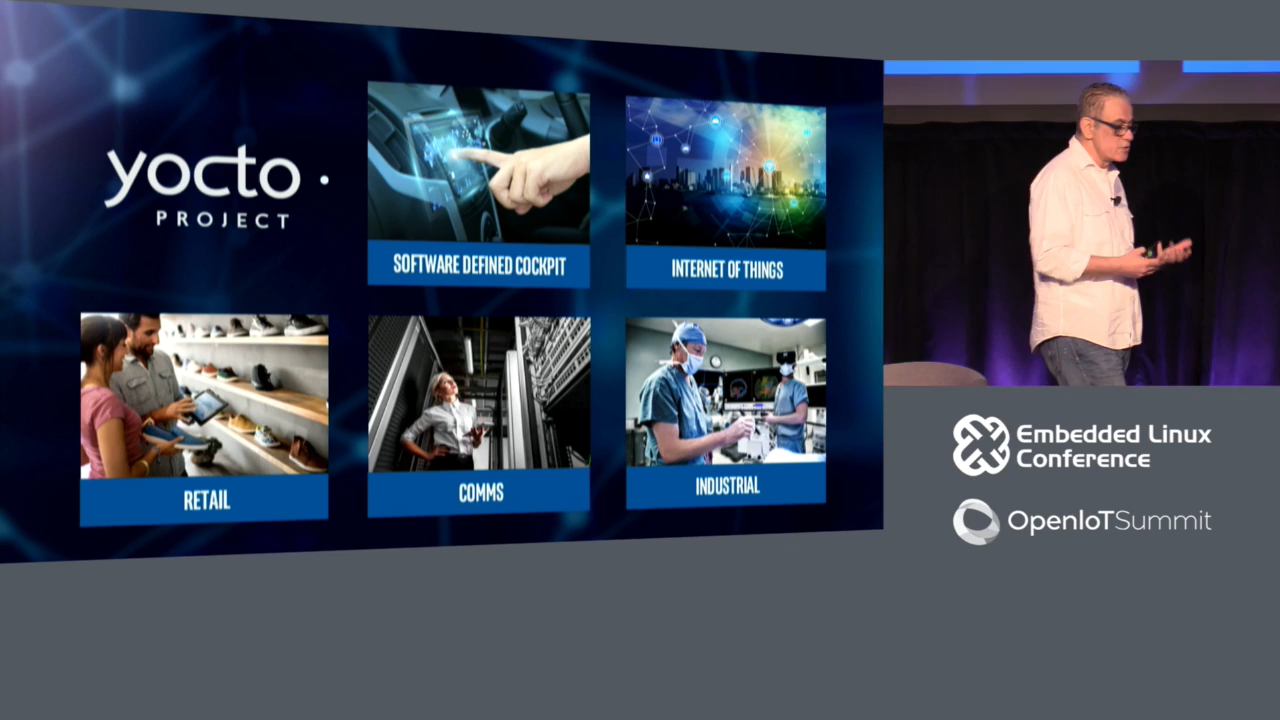 yocto
PROJECT
SOFTWARE DEFINED COCKPIT
INTERNET OF THINGS
RETAIL
COMMS
INDUSTRIAL
Embedded Linux
Conference
OpenIoTSummit